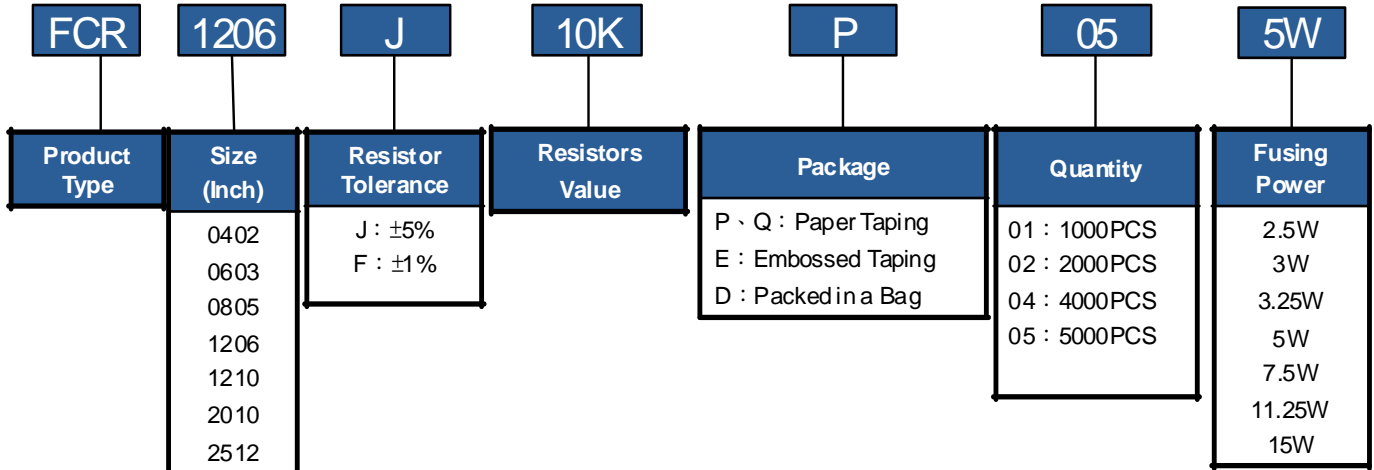 FCR 1206 J 10K P 05 5W
Product
Type
Size
(Inch)
0402
0603
0805
1206
1210
2010
2512
Resistor
Tolerance
J：±5%
F：±1%
Resistors
Value
Package
P、Q：Paper Taping
E：Embossed Taping
D：Packed in a Bag
Quantity
01：1000PCS
02：2000PCS
04：4000PCS
05：5000PCS
Fusing
Power
2.5W
3W
3.25W
5W
7.5W
11.25W
15W